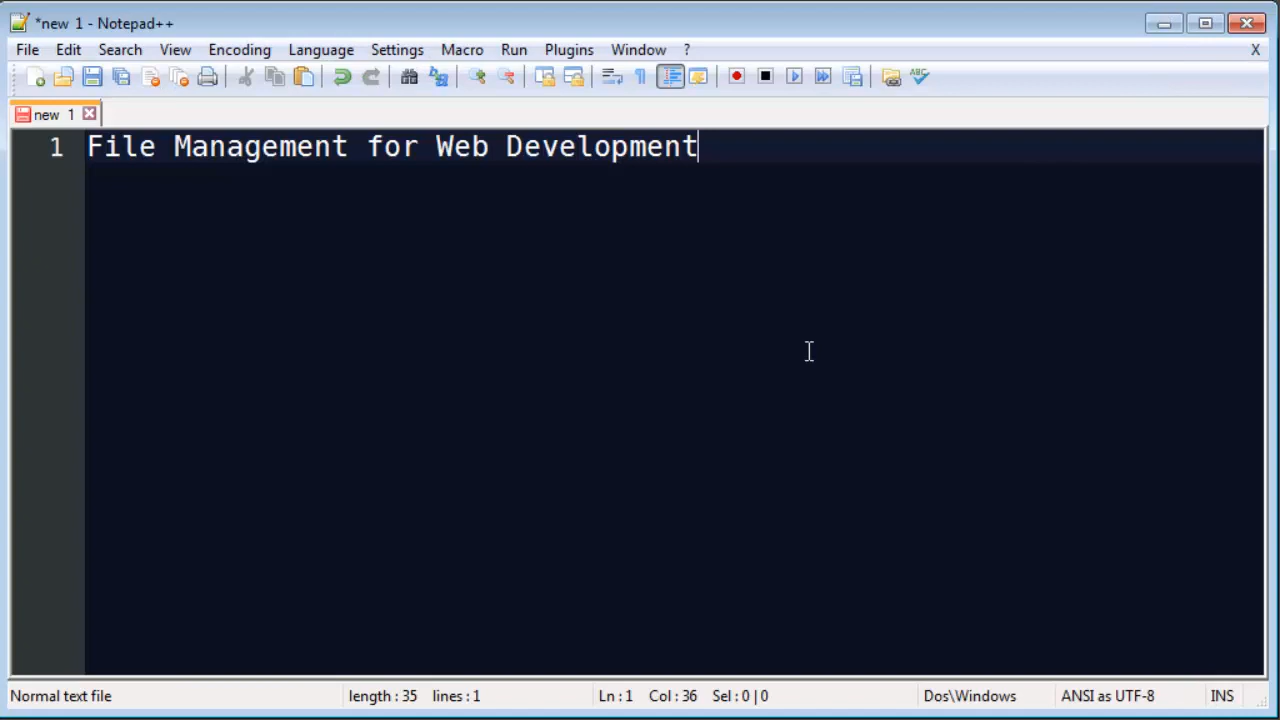 *new 1 - Notepad++
File Edit Search View Encoding Language Settings Macro Run Plugins Window ? X
new 1
1 File Management for Web Development
Normal text file length : 35 lines : 1 Ln : 1 Col : 36 Sel : 0 | 0 Dos\Windows ANSI as UTF-8 INS